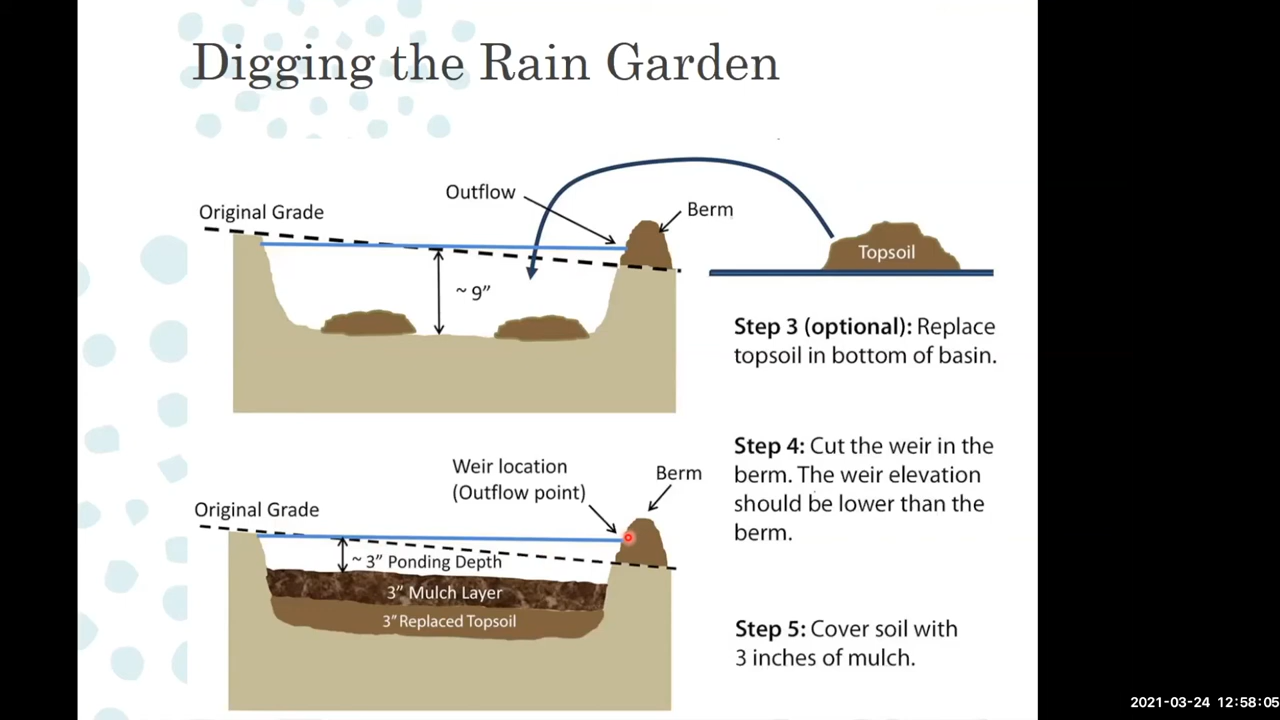 Digging the Rain Garden
Outflow
Berm
Original Grade
Topsoil
~ 9”
Step 3 (optional): Replace
topsoil in bottom of basin.
Weir location
(Outflow point)
Berm
Original Grade
~ 3” Ponding Depth
3” Mulch Layer
3” Replaced Topsoil
Step 4: Cut the weir in the
berm. The weir elevation
should be lower than the
berm.
Step 5: Cover soil with
3 inches of mulch.
2021-03-24 12:58:05